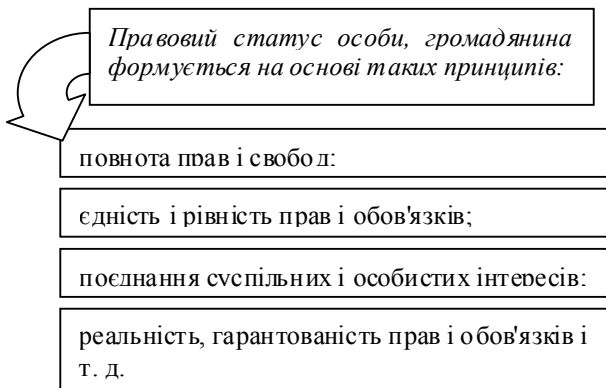 Правовий статус особи, громадянина
формується на основі таких принципів:
повнота прав і свобод;
єдність і рівність прав і обов'язків;
поєднання суспільних і особистих інтересів;
реальність, гарантованість прав і обов'язків і
т. д.